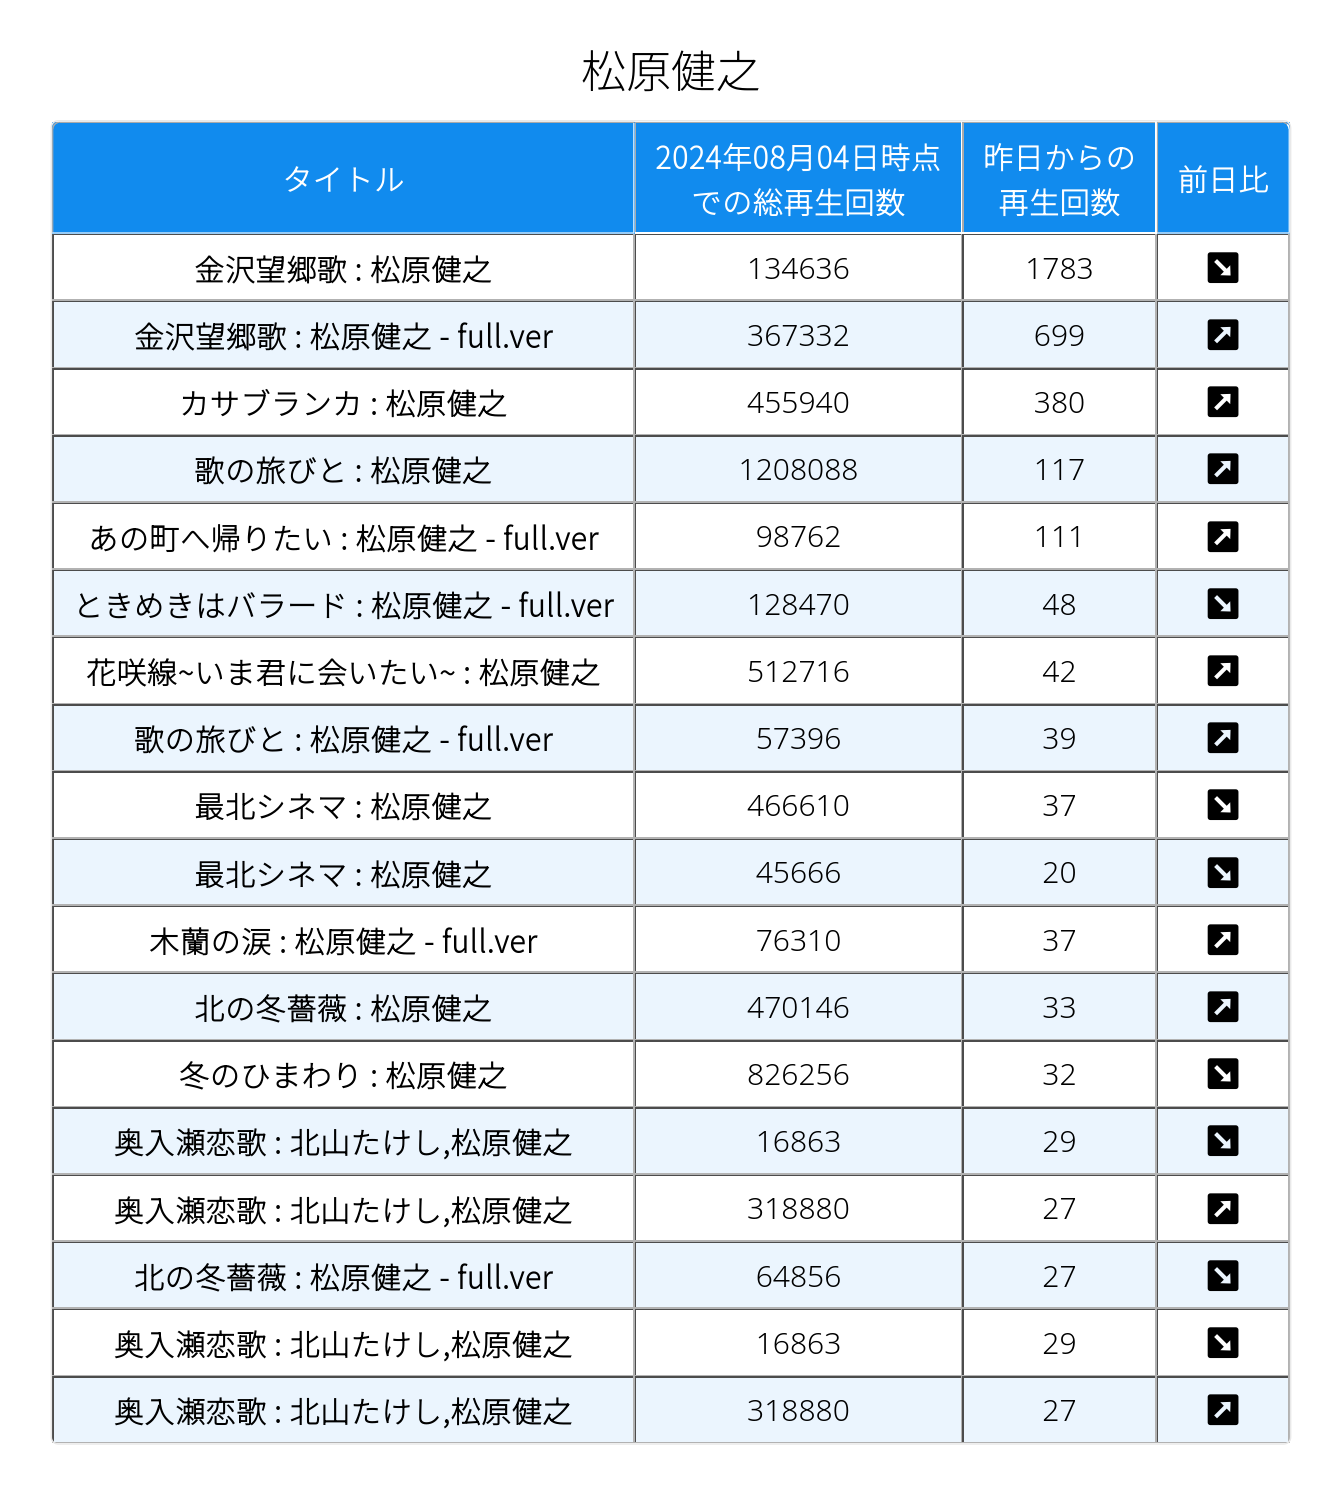 松原健之
タイトル
2024年08月04日時点
での総再生回数
昨日からの
再生回数
前日比
金沢望郷歌 : 松原健之 134636 1783
金沢望郷歌 : 松原健之 - full.ver 367332 699
カサブランカ : 松原健之 455940 380
歌の旅びと : 松原健之 1208088 117
あの町へ帰りたい : 松原健之 - full.ver 98762 111
ときめきはバラード : 松原健之 - full.ver 128470 48
花咲線~いま君に会いたい~ : 松原健之 512716 42
歌の旅びと : 松原健之 - full.ver 57396 39
最北シネマ : 松原健之 466610 37
最北シネマ : 松原健之 45666 20
木蘭の涙 : 松原健之 - full.ver 76310 37
北の冬薔薇 : 松原健之 470146 33
冬のひまわり : 松原健之 826256 32
奥入瀬恋歌 : 北山たけし,松原健之 16863 29
奥入瀬恋歌 : 北山たけし,松原健之 318880 27
北の冬薔薇 : 松原健之 - full.ver 64856 27
奥入瀬恋歌 : 北山たけし,松原健之 16863 29
奥入瀬恋歌 : 北山たけし,松原健之 318880 27